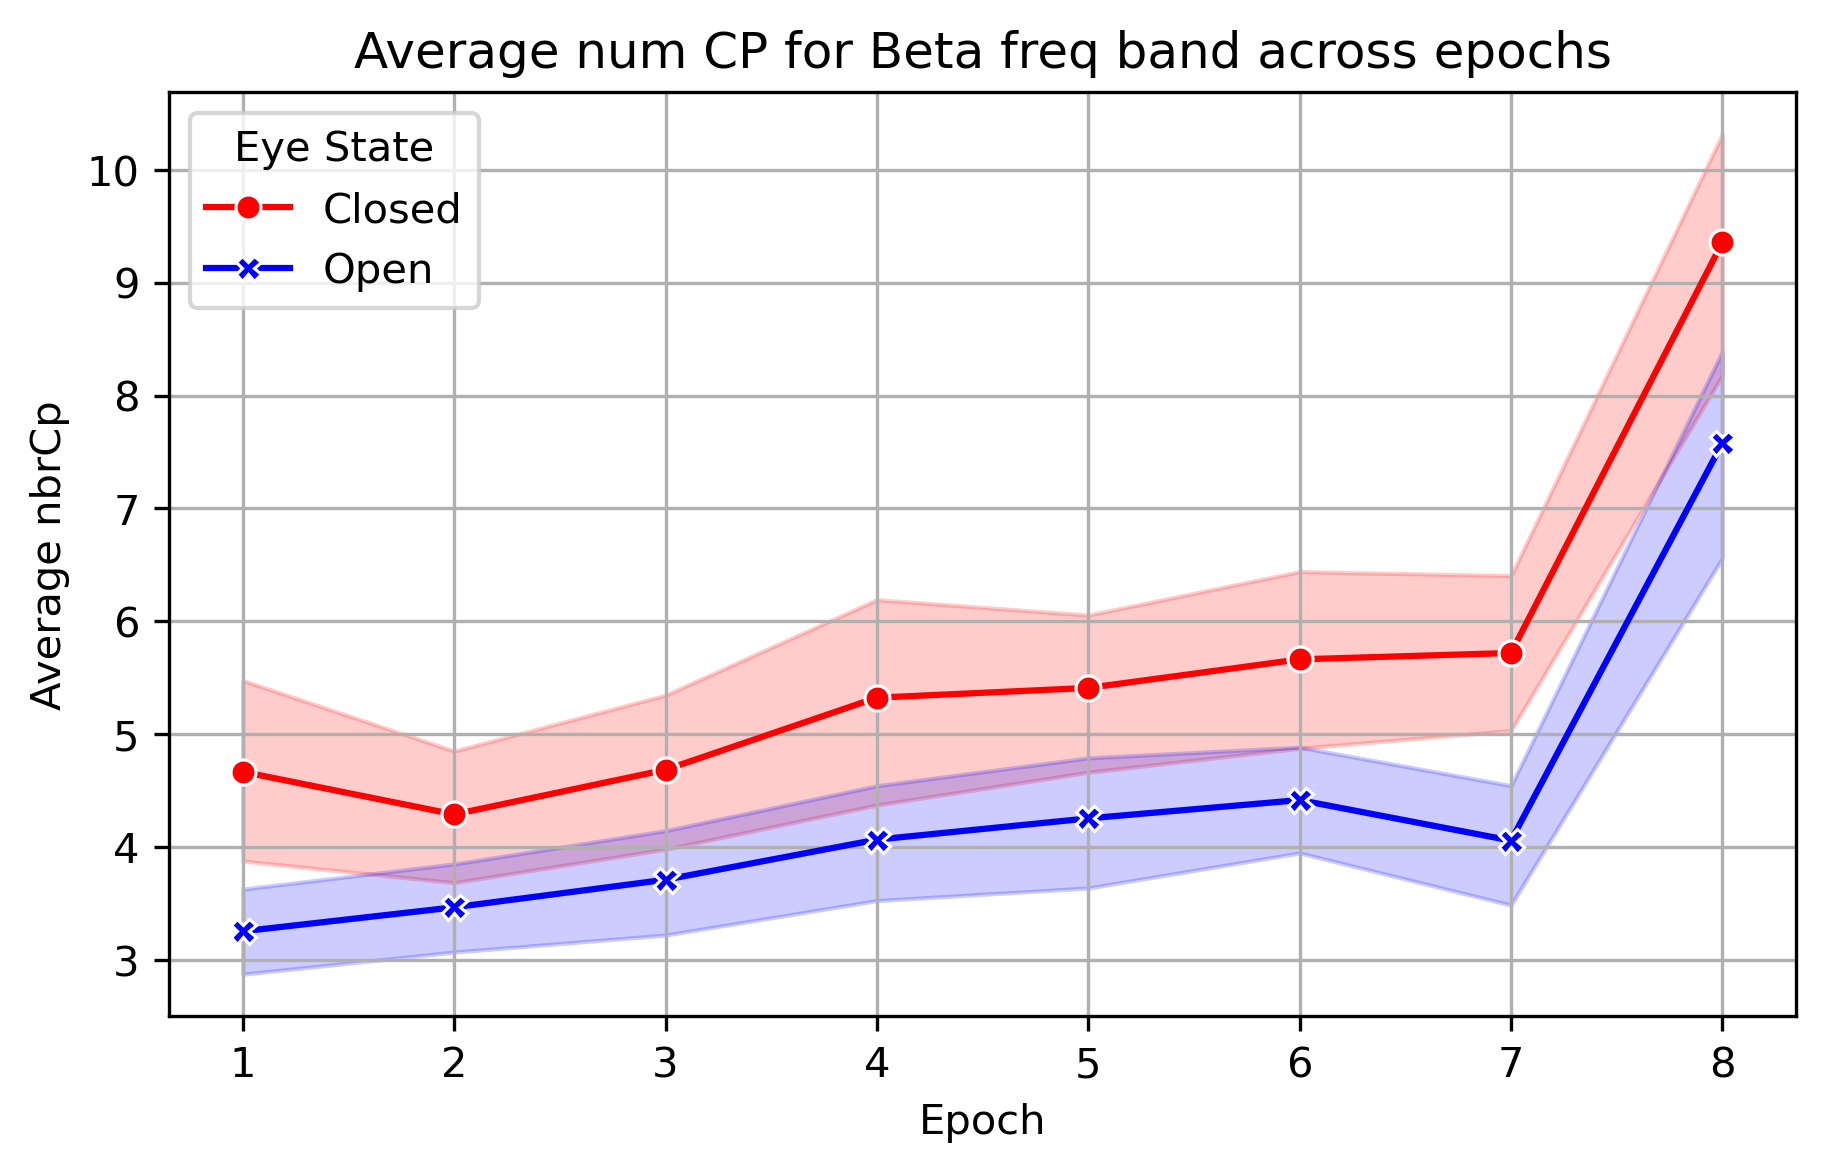 Average num CP for Beta freq band across epochs
Eye State
Closed
Open
Average nbrCp
10
9
8
7
6
5
4
3
1 2 3 4 5 6 7 8
Epoch